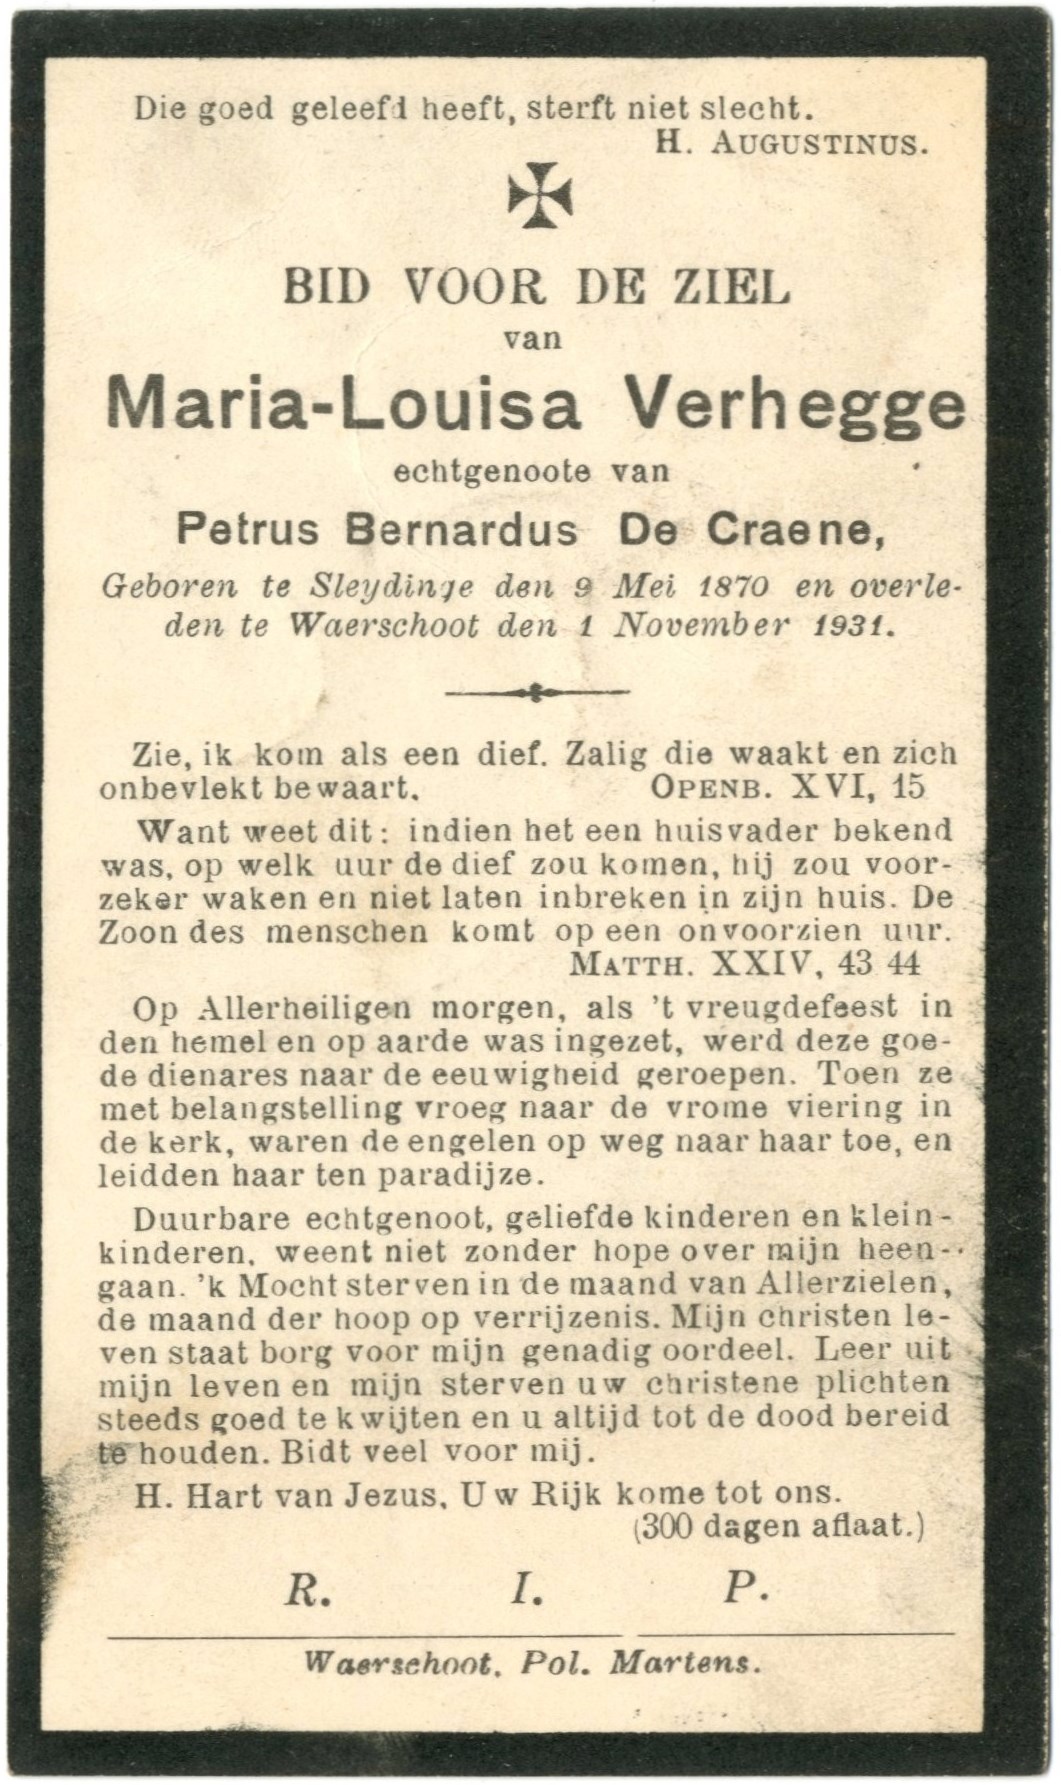 Die goed geleefd heeft, sterft niet slecht.
H. AUGUSTINUS.
BID VOOR DE ZIEL
van
Maria-Louisa Verhegge
echtgenoote van
Petrus Bernardus De Craene,
Geboren te Sleydinge den 9 Mei 1870 en overle-
den te Waerschoot den 1 November 1931.
Zie, ik kom als een dief. Zalig die waakt en zich
onbevlekt bewaart. OPENB. XVI, 15
Want weet dit: indien het een huisvader bekend
was, op welk uur de dief zou komen, hij zou voor-
zeker waken en niet laten inbreken in zijn huis. De
Zoon des menschen komt op een onvoorzien uur.
MATTH. XXIV, 43 44
Op Allerheiligen morgen, als 't vreugdefeest in
den hemel en op aarde was ingezet, werd deze goe-
de dienares naar de eeuwigheid geroepen. Toen ze
met belangstelling vroeg naar de vrome viering in
de kerk, waren de engelen op weg naar haar toe, en
leidden haar ten paradijze.
Duurbare echtgenoot, geliefde kinderen en klein-
kinderen, weent niet zonder hope over mijn heen-
gaan. 'k Mocht sterven in de maand van Allerzielen,
de maand der hoop op verrijzenis. Mijn christen le-
ven staat borg voor mijn genadig oordeel. Leer uit
mijn leven en mijn sterven uw christene plichten
steeds goed te kwijten en u altijd tot de dood bereid
te houden. Bidt veel voor mij.
H. Hart van Jezus, Uw Rijk kome tot ons.
(300 dagen aflaat.)
R. I. P.
Waerschoot, Pol. Martens.